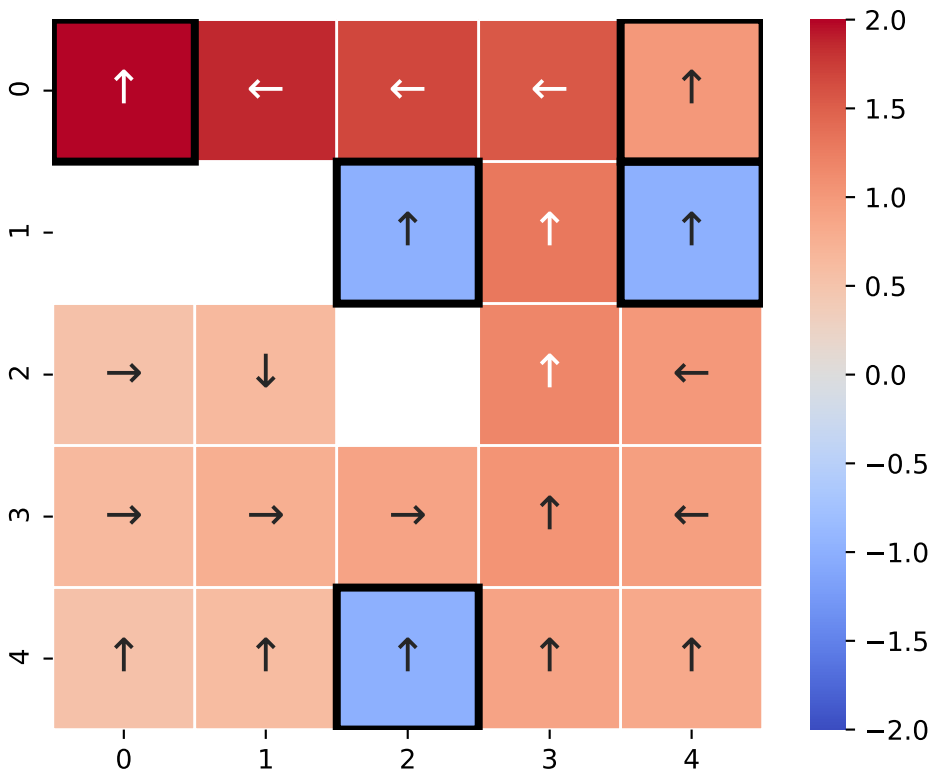 0 ↑ ← ← ← ↑ 2.0
1.5
1 ↑ ↑ ↑ 1.0
0.5
2 → ↓ ↑ ← 0.0
−0.5
3 → → → ↑ ←
−1.0
−1.5
4 ↑ ↑ ↑ ↑ ↑
−2.0
0 1 2 3 4